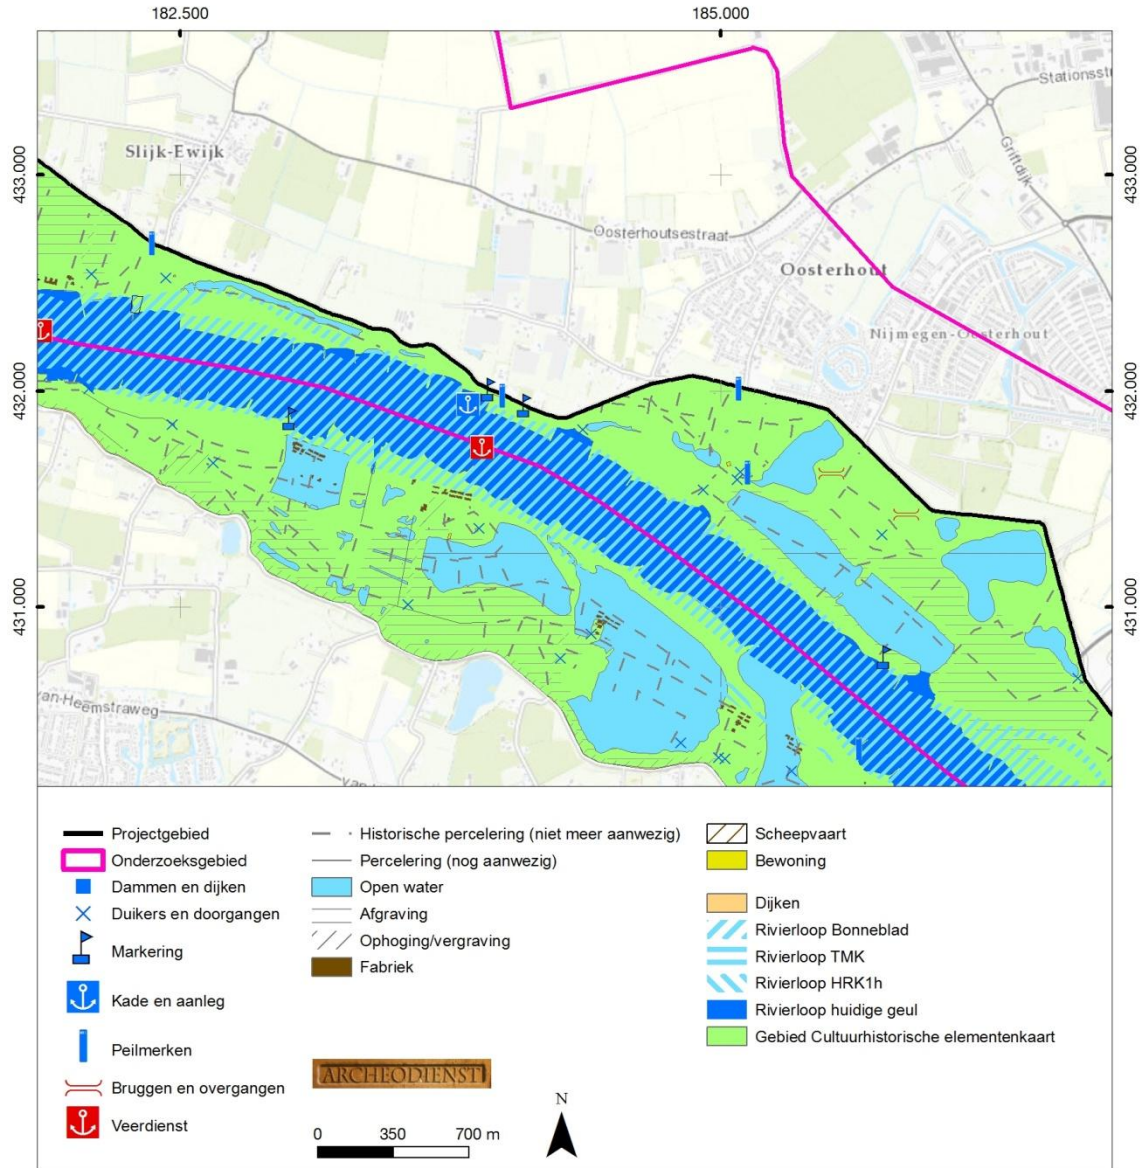 182.500
185.000
433.000
433.000
432.000
432.000
431.000
431.000
Stationsstr
Griftdijk
Slijk-Ewijk
Oosterhoutsestraat
Oosterhout
Nijmegen-Oosterhout
van-Heemstraweg
Van
Projectgebied
Onderzoeksgebied
Dammen en dijken
Duikers en doorgangen
Markering
Kade en aanleg
Peilmerken
Bruggen en overgangen
Veerdienst
Historische percelering (niet meer aanwezig)
Percelering (nog aanwezig)
Open water
Afgraving
Ophoging/vergraving
Fabriek
ARCHEODIENST
0 350 700 m
N
Scheepvaart
Bewoning
Dijken
Rivierloop Bonneblad
Rivierloop TMK
Rivierloop HRK1h
Rivierloop huidige geul
Gebied Cultuurhistorische elementenkaart